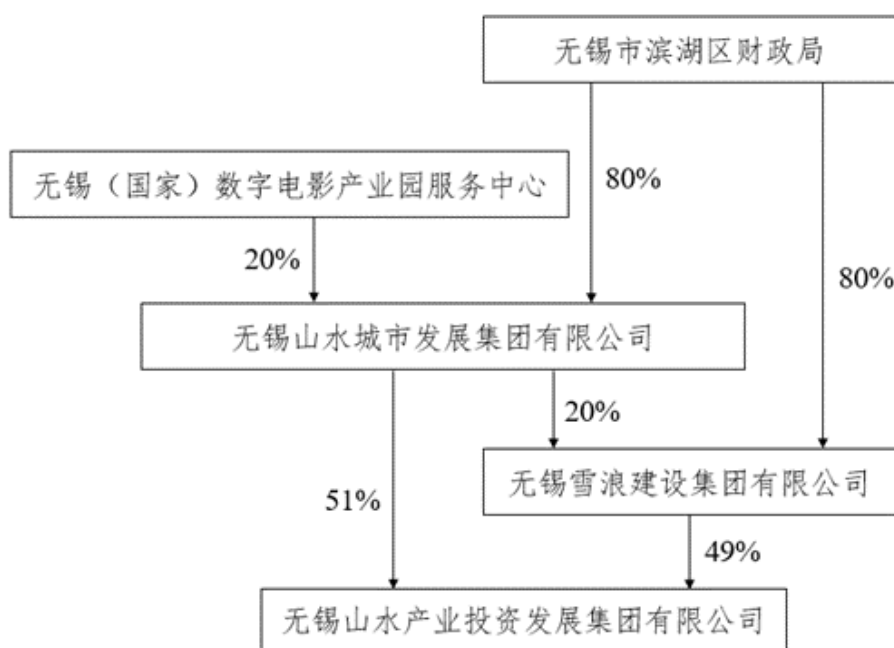 无锡市滨湖区财政局
无锡（国家）数字电影产业园服务中心
80%
20%
80%
无锡山水城市发展集团有限公司
20%
无锡雪浪建设集团有限公司
51%
49%
无锡山水产业投资发展集团有限公司